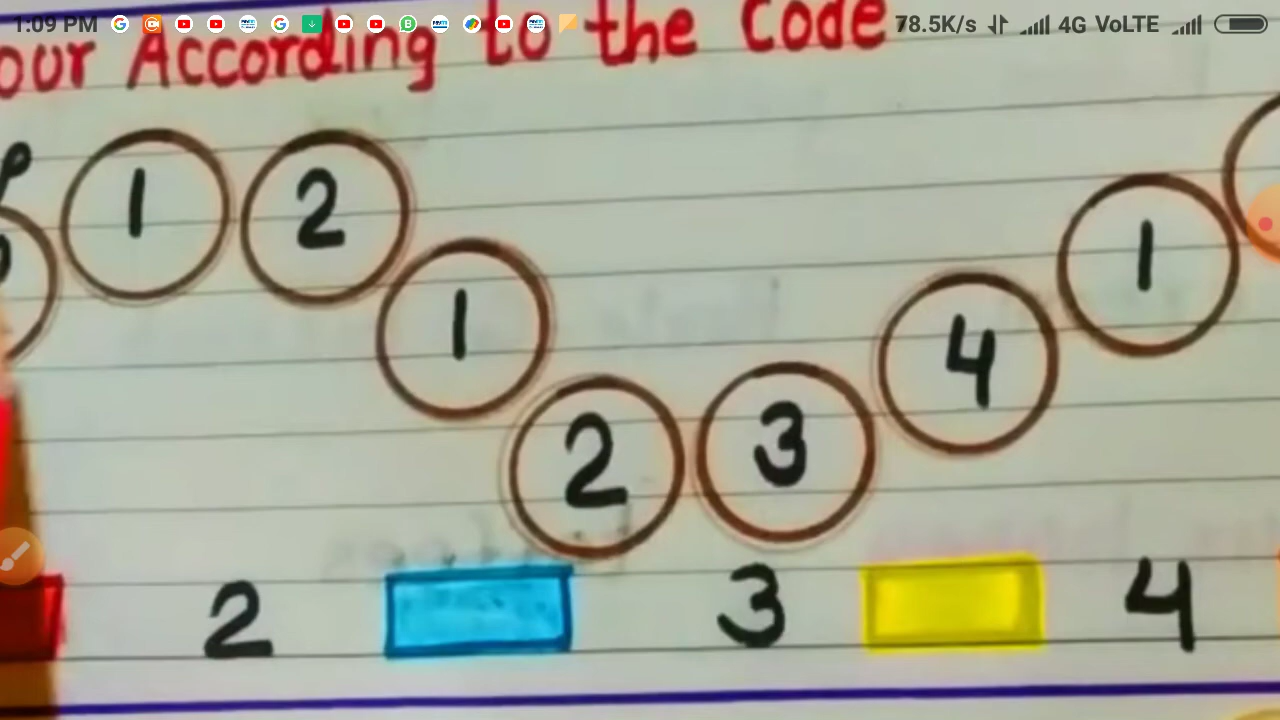 1:09 PM 78.5K/s 4G VoLTE
our According to the Code
1 2
1
2 3 4 1
2 3 4